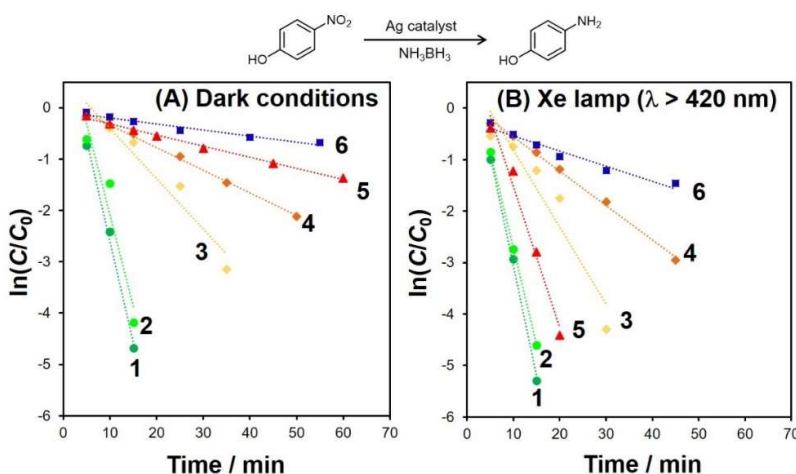 NO₂
HO
Ag catalyst
NH3BH3
NH₂
HO
(A) Dark conditions
ln(C/C₀)
0
-1
-2
-3
-4
-5
-6
6
5
4
3
2
1
0 10 20 30 40 50 60 70
Time / min
(B) Xe lamp (λ > 420 nm)
ln(C/C₀)
0
-1
-2
-3
-4
-5
-6
6
4
3
5
2
1
0 10 20 30 40 50 60 70
Time / min